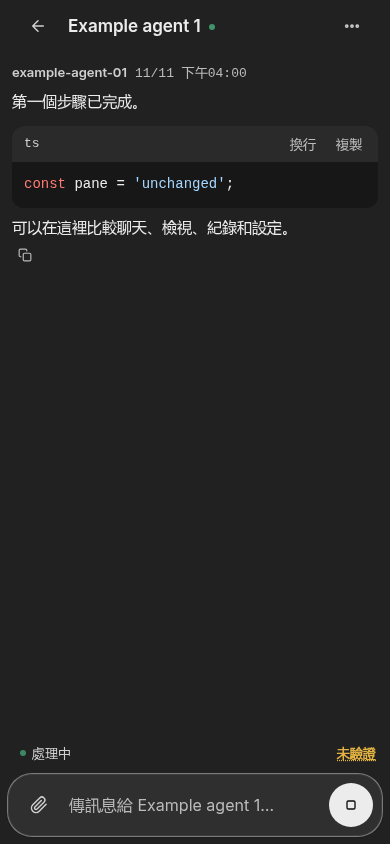 Example agent 1
example-agent-01 11/11 下午04:00
第一個步驟已完成。
ts 換行 複製
const pane = 'unchanged';
可以在這裡比較聊天、檢視、紀錄和設定。
處理中 未驗證
傳訊息給 Example agent 1...